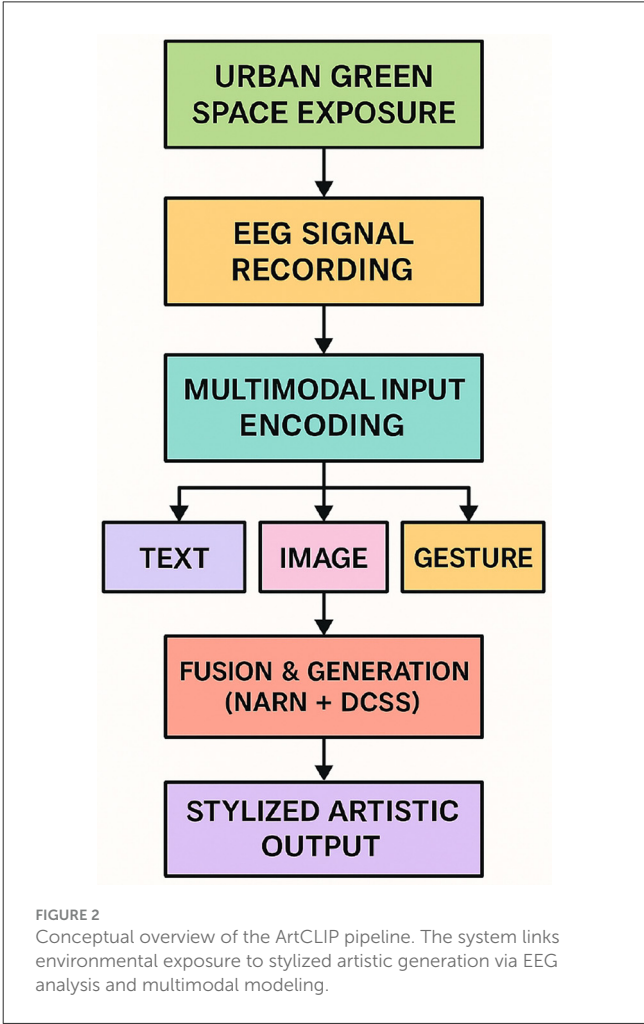 URBAN GREEN
SPACE EXPOSURE
EEG SIGNAL
RECORDING
MULTIMODAL INPUT
ENCODING
TEXT
IMAGE
GESTURE
FUSION & GENERATION
(NARN + DCSS)
STYLIZED ARTISTIC
OUTPUT
FIGURE 2
Conceptual overview of the ArtCLIP pipeline. The system links
environmental exposure to stylized artistic generation via EEG
analysis and multimodal modeling.